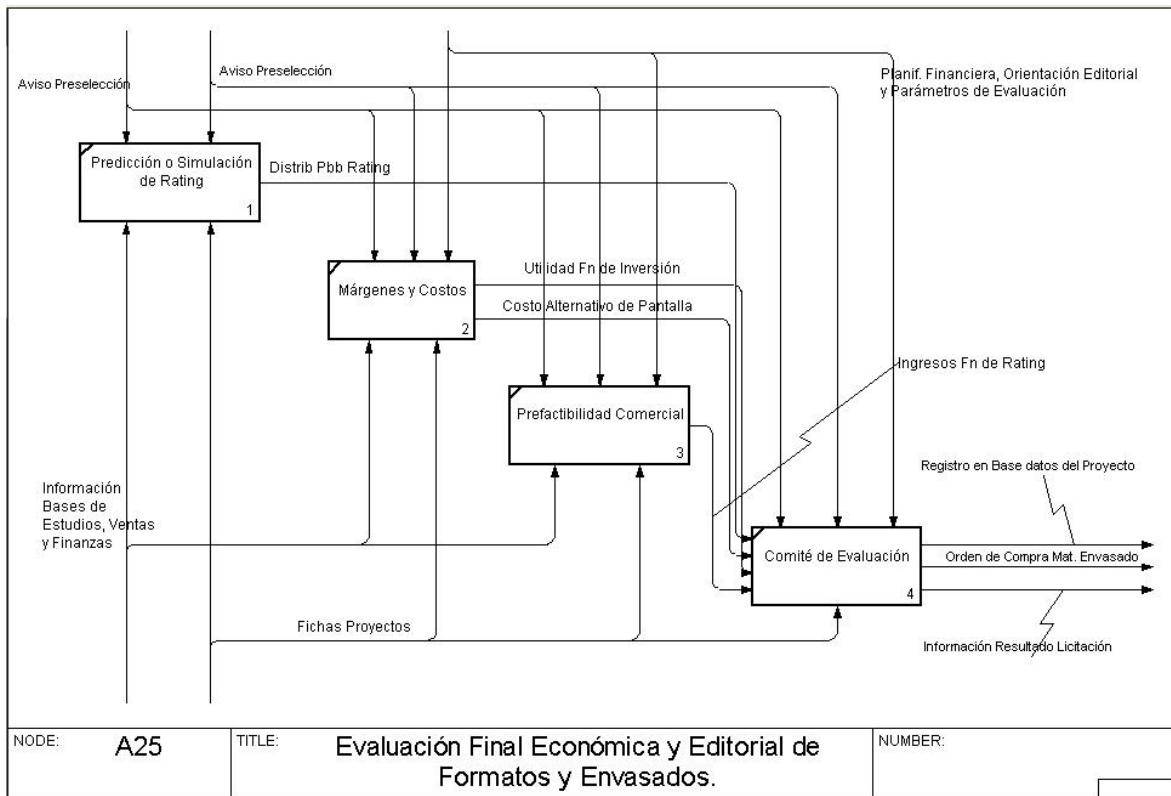 Aviso Preselección
Aviso Preselección
Planif. Financiera, Orientación Editorial
y Parámetros de Evaluación
Predicción o Simulación
de Rating
1
Distrib Pbb Rating
Márgenes y Costos
2
Utilidad Fn de Inversión
Costo Alternativo de Pantalla
Ingresos Fn de Rating
Prefactibilidad Comercial
3
Información
Bases de
Estudios, Ventas
y Finanzas
Registro en Base datos del Proyecto
Comité de Evaluación
4
Orden de Compra Mat. Envasado
Fichas Proyectos
Información Resultado Licitación
NODE:
A25
TITLE:
Evaluación Final Económica y Editorial de
Formatos y Envasados.
NUMBER: